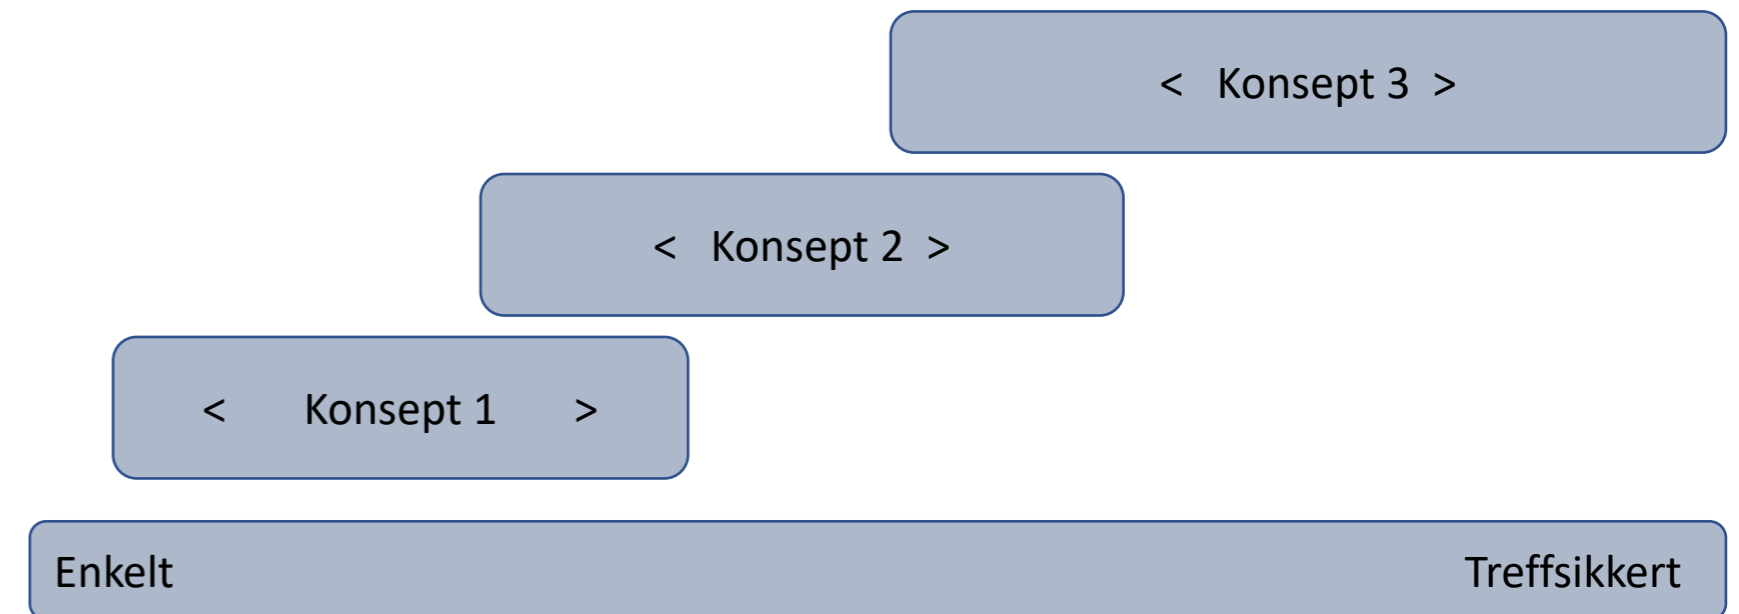 < Konsept 3 >
< Konsept 2 >
< Konsept 1 >
Enkelt Treffsikkert